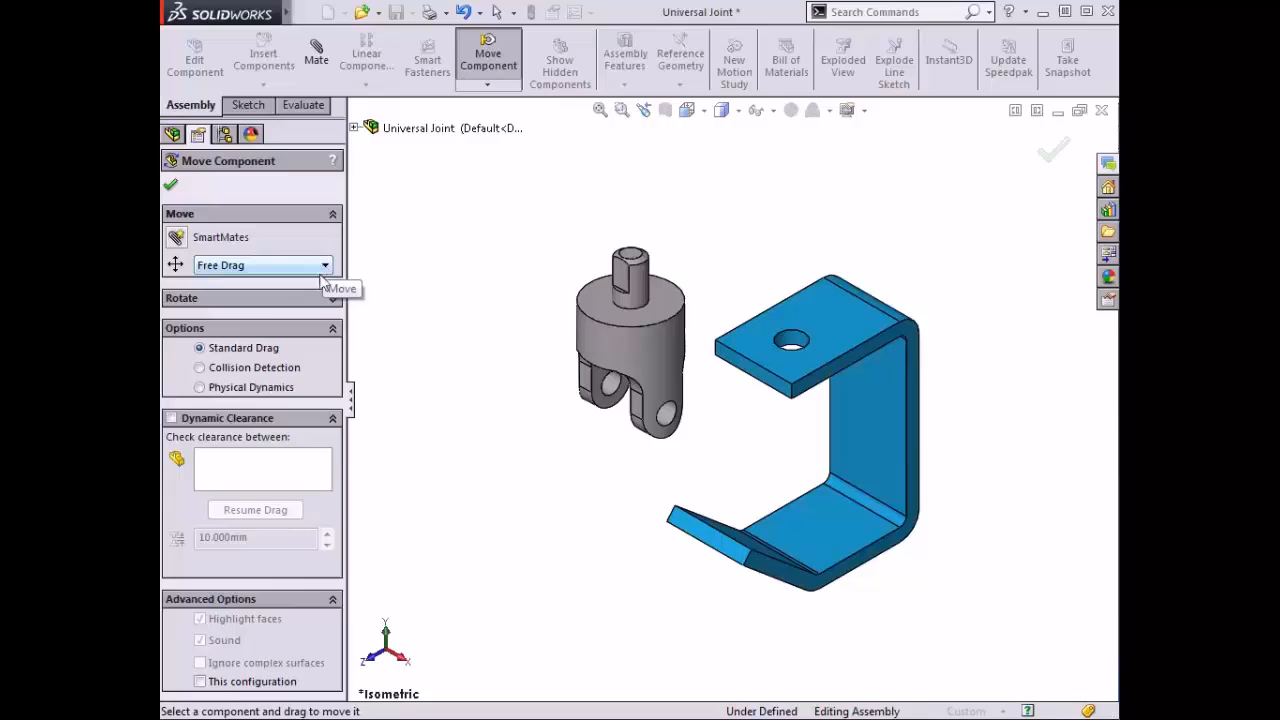 SOLIDWORKS
Universal Joint *
Search Commands
?
Edit Component
Insert Components
Mate
Linear Compone...
Smart Fasteners
Move Component
Show Hidden Components
Assembly Features
Reference Geometry
New Motion Study
Bill of Materials
Exploded View
Explode Line Sketch
Instant3D
Update Speedpak
Take Snapshot
Assembly
Sketch
Evaluate
Universal Joint (Default<D...
Move Component
?
Move
SmartMates
Free Drag
Move
Rotate
Options
Standard Drag
Collision Detection
Physical Dynamics
Dynamic Clearance
Check clearance between:
Resume Drag
10.000mm
Advanced Options
Highlight faces
Sound
Ignore complex surfaces
This configuration
Y
Z
X
*Isometric
Select a component and drag to move it
Under Defined
Editing Assembly
Custom
?